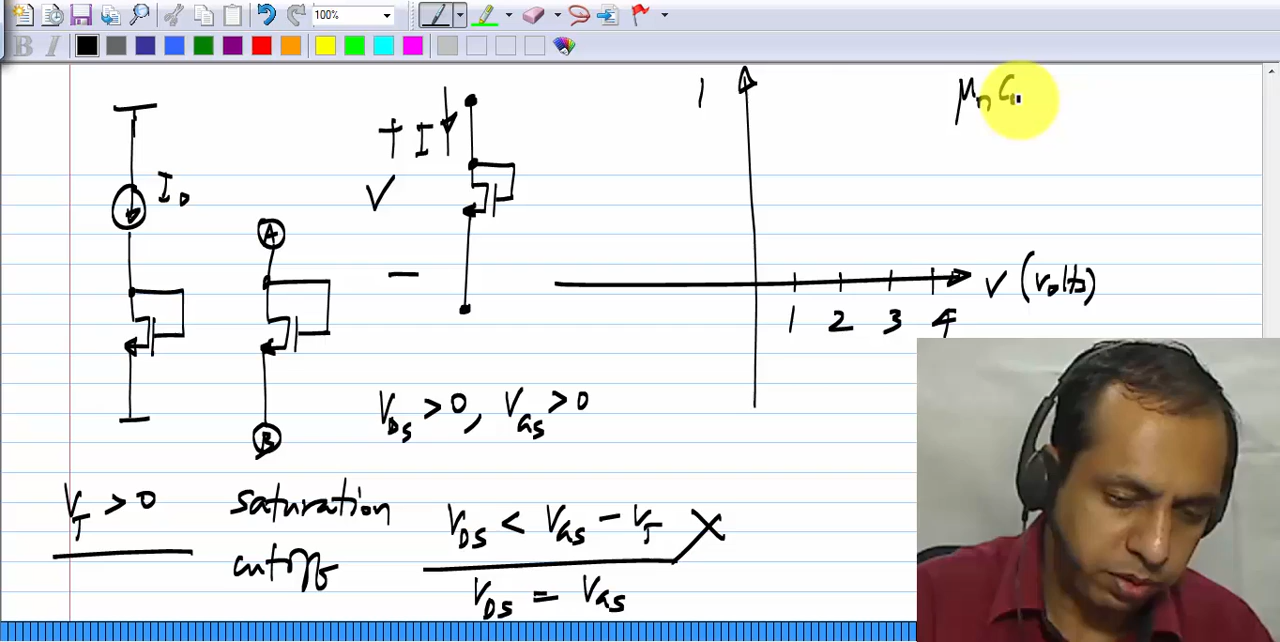 100%
B I
I_D
A
B
+ I
V
−
I
μ_n C
V (volts)
1 2 3 4
V_DS > 0, V_GS > 0
V_T > 0
saturation
cutoff
V_DS < V_GS − V_T X
V_DS = V_GS